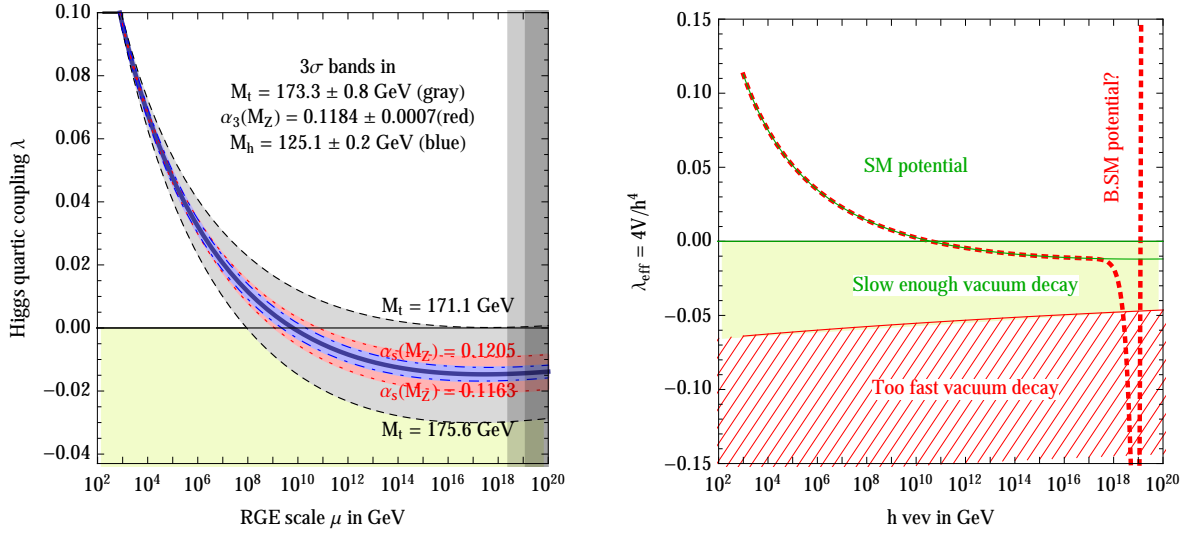 0.10
0.08
0.06
0.04
0.02
0.00
−0.02
−0.04
Higgs quartic coupling λ
3σ bands in
M_t = 173.3 ± 0.8 GeV (gray)
α_3(M_Z) = 0.1184 ± 0.0007(red)
M_h = 125.1 ± 0.2 GeV (blue)
M_t = 171.1 GeV
α_s(M_Z) = 0.1205
α_s(M_Z) = 0.1163
M_t = 175.6 GeV
10^2 10^4 10^6 10^8 10^10 10^12 10^14 10^16 10^18 10^20
RGE scale μ in GeV
0.15
0.10
0.05
0.00
−0.05
−0.10
−0.15
λ_eff = 4V/h^4
SM potential
B.SM potential?
Slow enough vacuum decay
Too fast vacuum decay
10^2 10^4 10^6 10^8 10^10 10^12 10^14 10^16 10^18 10^20
h vev in GeV